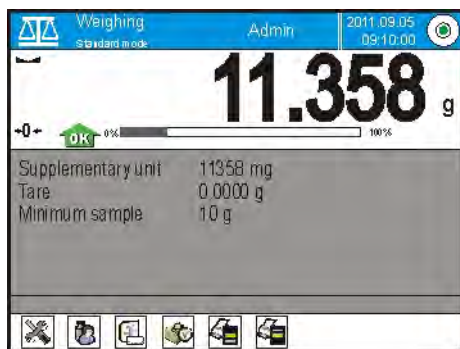 Weighing
Standard mode
Admin
2011.09.05
09:10:00
11.358 g
→0←
OK
0%
100%
Supplementary unit 11358 mg
Tare 0.0000 g
Minimum sample 10 g